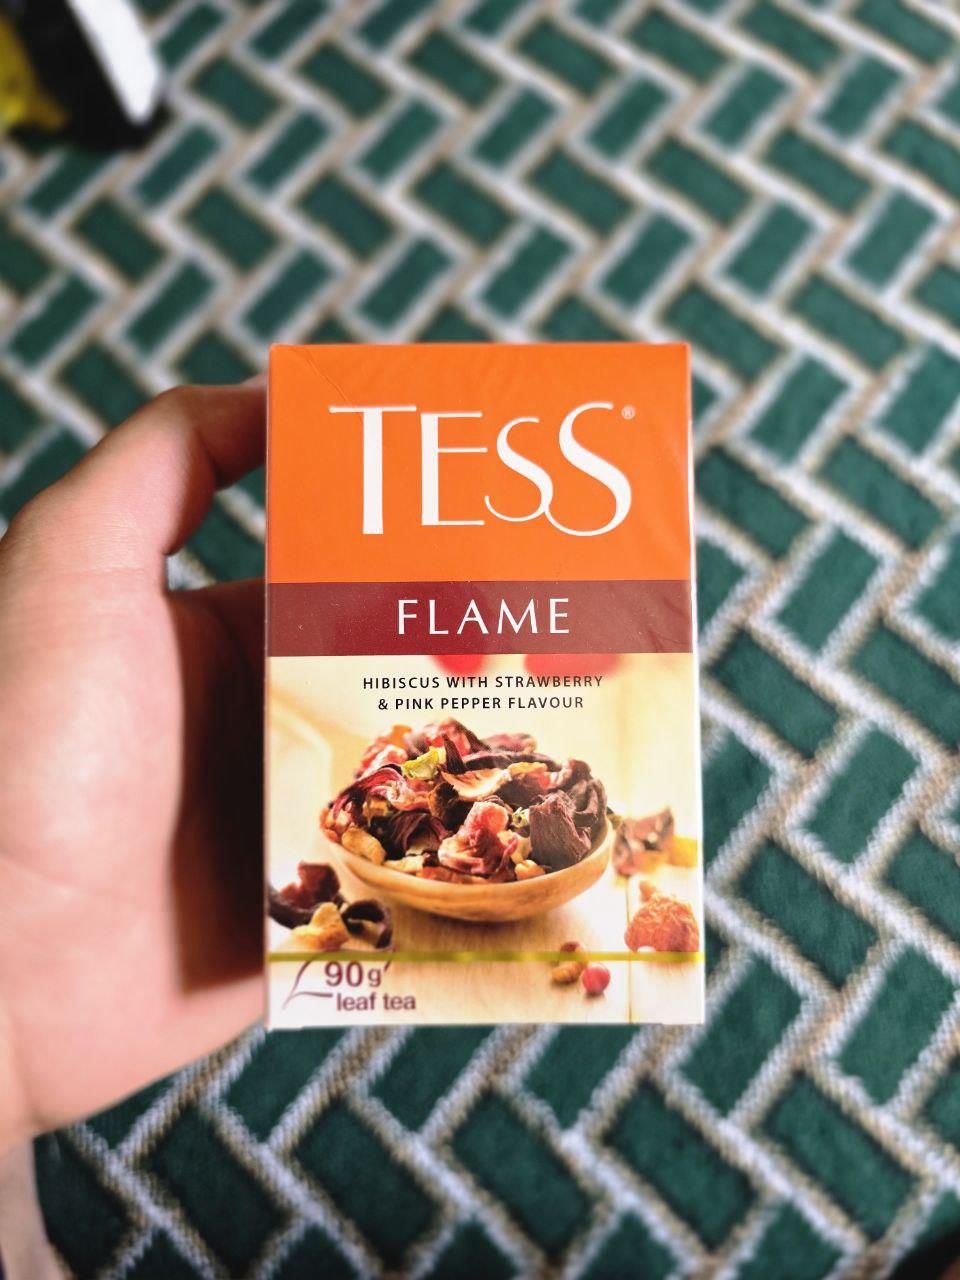 TESS®
FLAME
HIBISCUS WITH STRAWBERRY
& PINK PEPPER FLAVOUR
90g
leaf tea